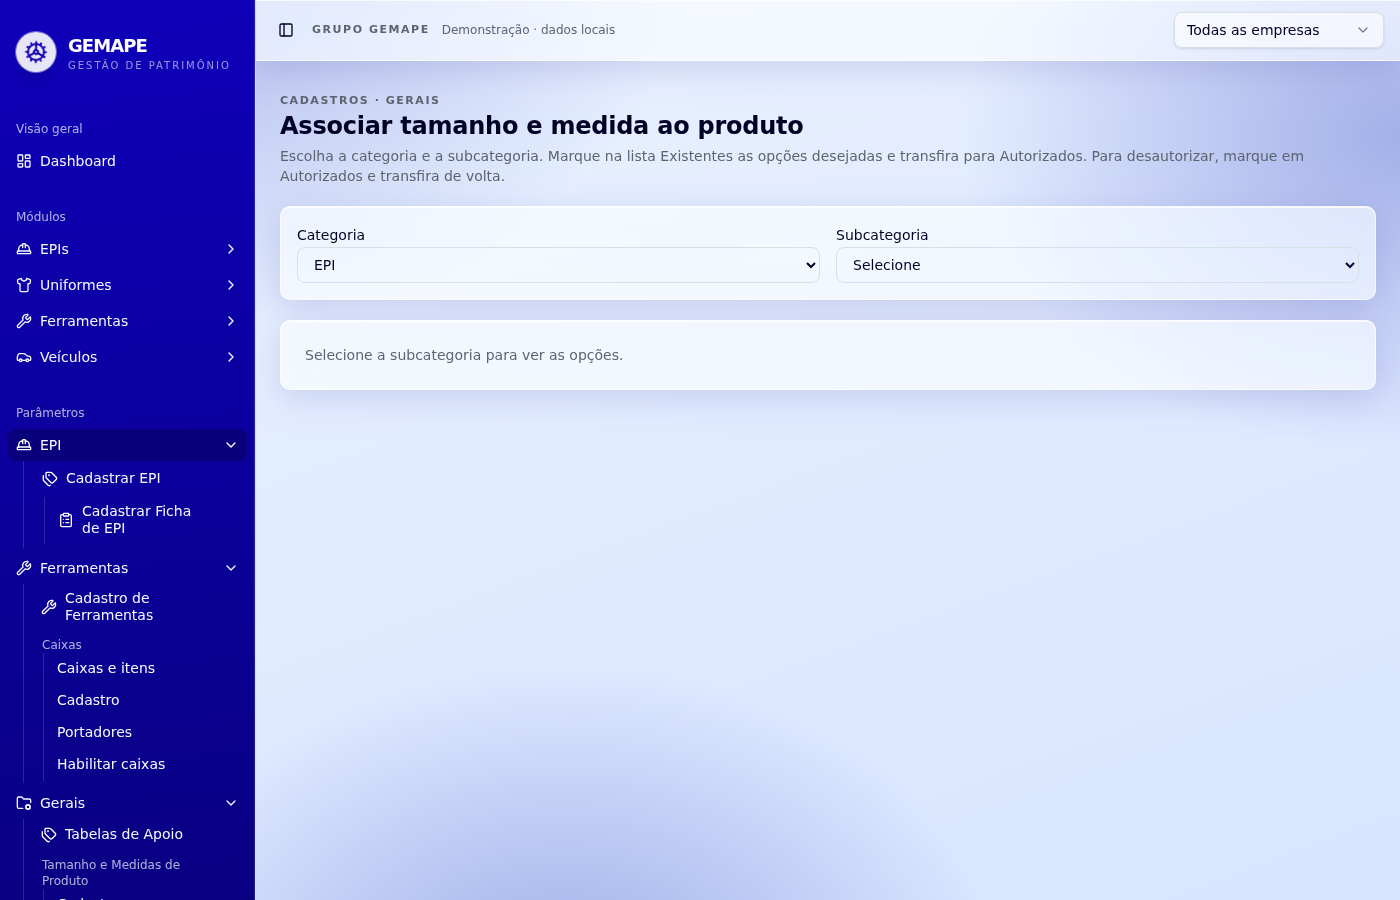 GEMAPE
GESTÃO DE PATRIMÔNIO
Visão geral
Dashboard
Módulos
EPIs
Uniformes
Ferramentas
Veículos
Parâmetros
EPI
Cadastrar EPI
Cadastrar Ficha
de EPI
Ferramentas
Cadastro de
Ferramentas
Caixas
Caixas e itens
Cadastro
Portadores
Habilitar caixas
Gerais
Tabelas de Apoio
Tamanho e Medidas de
Produto
GRUPO GEMAPE
Demonstração · dados locais
Todas as empresas
CADASTROS · GERAIS
Associar tamanho e medida ao produto
Escolha a categoria e a subcategoria. Marque na lista Existentes as opções desejadas e transfira para Autorizados. Para desautorizar, marque em
Autorizados e transfira de volta.
Categoria
EPI
Subcategoria
Selecione
Selecione a subcategoria para ver as opções.